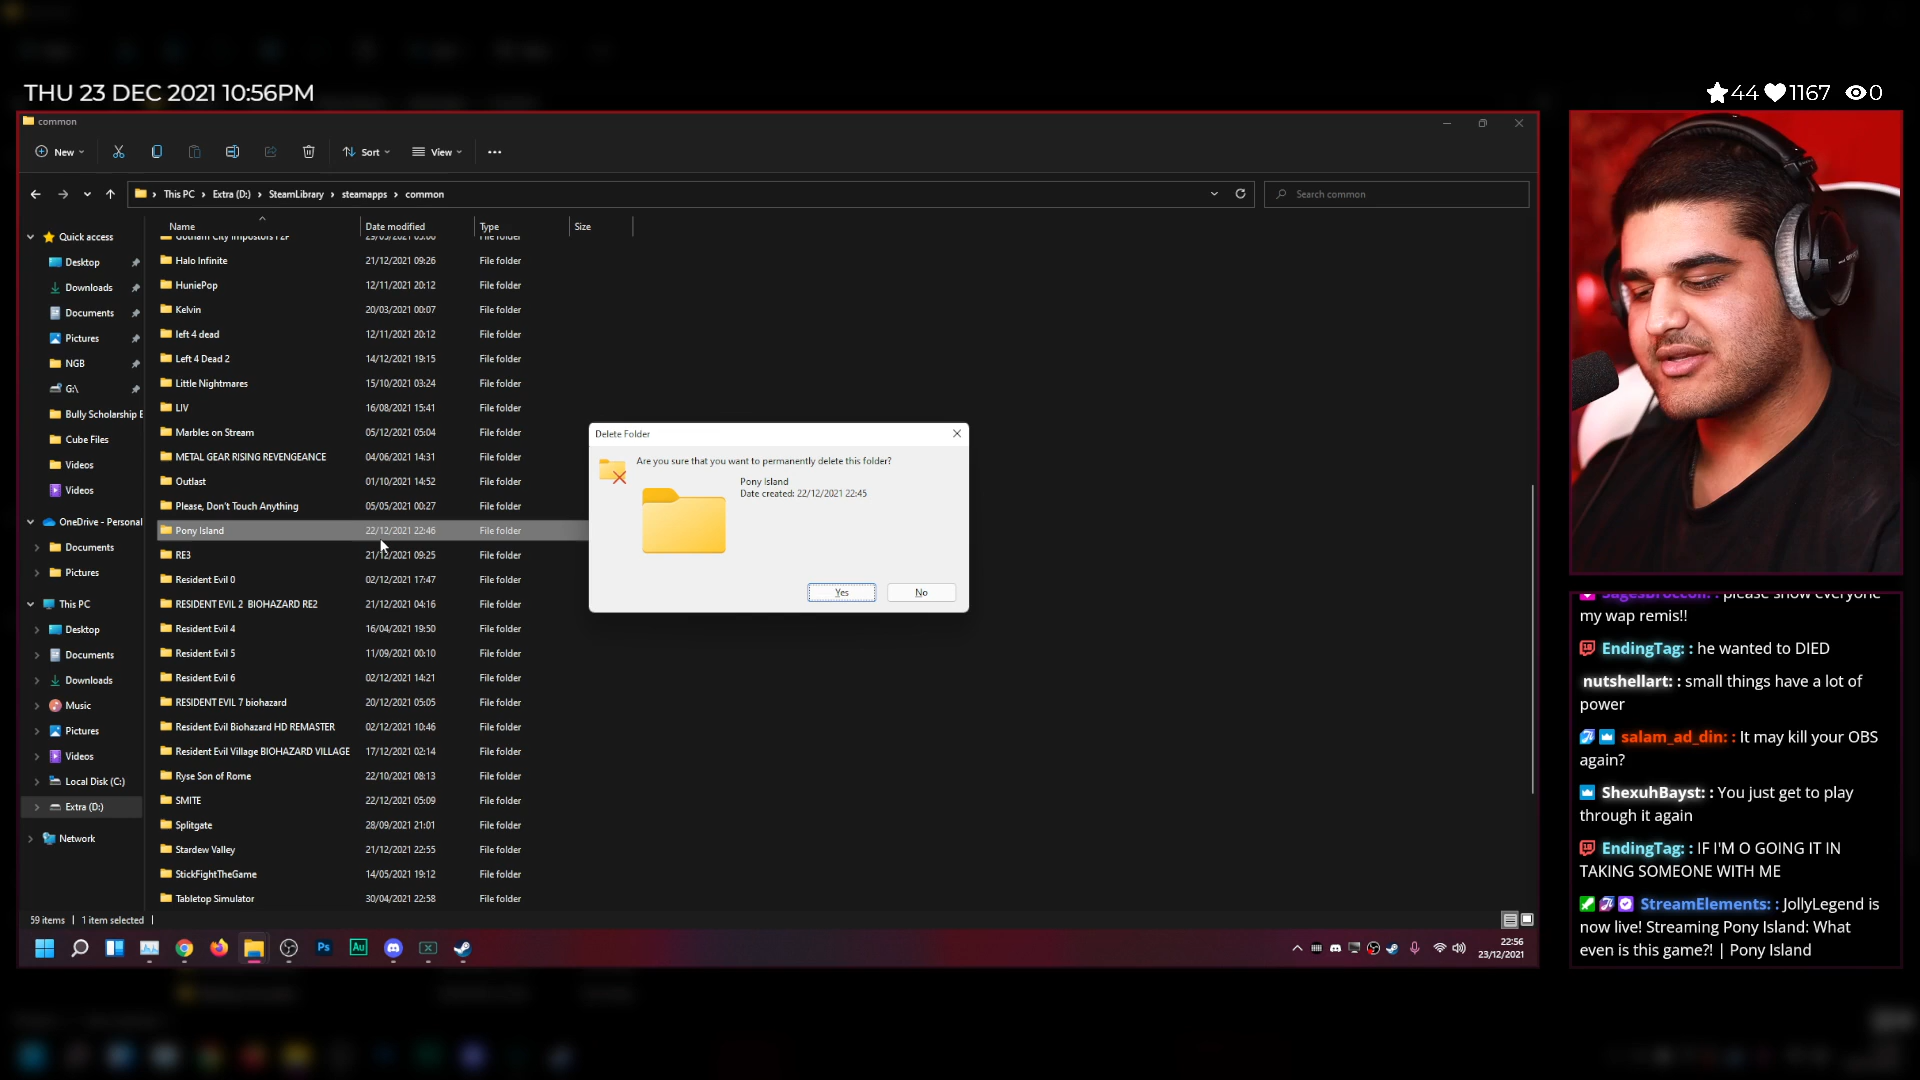 THU 23 DEC 2021 10:56PM
44 1167 0
common
New Sort View
This PC > Extra (D:) > SteamLibrary > steamapps > common
Search common
Name Date modified Type Size
Gotham City Impostors F2P 29/05/2021 03:06 File folder
Halo Infinite 21/12/2021 09:26 File folder
HuniePop 12/11/2021 20:12 File folder
Kelvin 20/03/2021 00:07 File folder
left 4 dead 12/11/2021 20:12 File folder
Left 4 Dead 2 14/12/2021 19:15 File folder
Little Nightmares 15/10/2021 03:24 File folder
LIV 16/08/2021 15:41 File folder
Marbles on Stream 05/12/2021 05:04 File folder
METAL GEAR RISING REVENGEANCE 04/06/2021 14:31 File folder
Outlast 01/10/2021 14:52 File folder
Please, Don't Touch Anything 05/05/2021 00:27 File folder
Pony Island 22/12/2021 22:46 File folder
RE3 21/12/2021 09:25 File folder
Resident Evil 0 02/12/2021 17:47 File folder
RESIDENT EVIL 2 BIOHAZARD RE2 21/12/2021 04:16 File folder
Resident Evil 4 16/04/2021 19:50 File folder
Resident Evil 5 11/09/2021 00:10 File folder
Resident Evil 6 02/12/2021 14:21 File folder
RESIDENT EVIL 7 biohazard 20/12/2021 05:05 File folder
Resident Evil Biohazard HD REMASTER 02/12/2021 10:46 File folder
Resident Evil Village BIOHAZARD VILLAGE 17/12/2021 02:14 File folder
Ryse Son of Rome 22/10/2021 08:13 File folder
SMITE 22/12/2021 05:09 File folder
Splitgate 28/09/2021 21:01 File folder
Stardew Valley 21/12/2021 22:55 File folder
StickFightTheGame 14/05/2021 19:12 File folder
Tabletop Simulator 30/04/2021 22:58 File folder
Quick access
Desktop
Downloads
Documents
Pictures
NGB
G:\
Bully Scholarship E
Cube Files
Videos
Videos
OneDrive - Personal
Documents
Pictures
This PC
Desktop
Documents
Downloads
Music
Pictures
Videos
Local Disk (C:)
Extra (D:)
Network
59 items 1 item selected
Delete Folder
Are you sure that you want to permanently delete this folder?
Pony Island
Date created: 22/12/2021 22:45
Yes No
Ps Au
22:56
23/12/2021
please show everyone
my wap remis!!
EndingTag: : he wanted to DIED
nutshellart: : small things have a lot of
power
salam_ad_din: : It may kill your OBS
again?
ShexuhBayst: : You just get to play
through it again
EndingTag: : IF I'M O GOING IT IN
TAKING SOMEONE WITH ME
StreamElements: : JollyLegend is
now live! Streaming Pony Island: What
even is this game?! | Pony Island